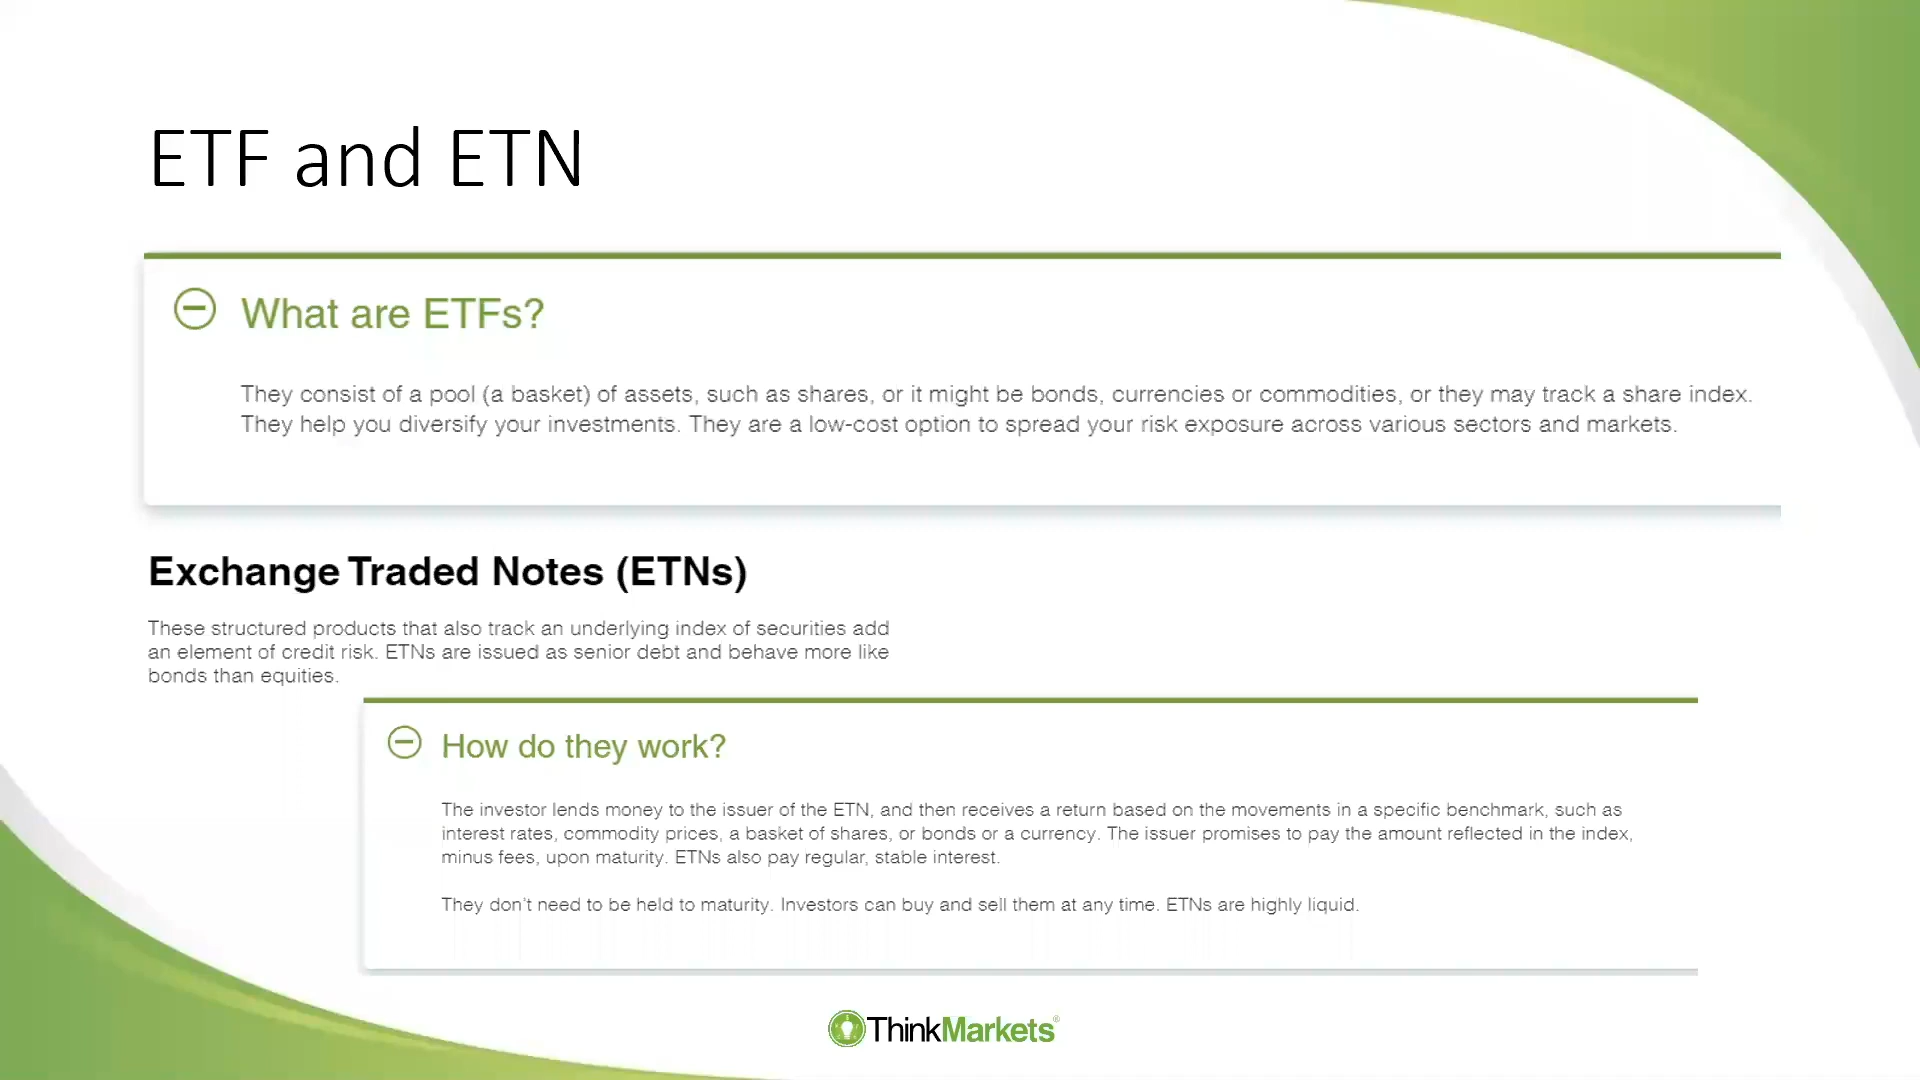 ETF and ETN
What are ETFs?
They consist of a pool (a basket) of assets, such as shares, or it might be bonds, currencies or commodities, or they may track a share index.
They help you diversify your investments. They are a low-cost option to spread your risk exposure across various sectors and markets.
Exchange Traded Notes (ETNs)
These structured products that also track an underlying index of securities add
an element of credit risk. ETNs are issued as senior debt and behave more like
bonds than equities.
How do they work?
The investor lends money to the issuer of the ETN, and then receives a return based on the movements in a specific benchmark, such as
interest rates, commodity prices, a basket of shares, or bonds or a currency. The issuer promises to pay the amount reflected in the index,
minus fees, upon maturity. ETNs also pay regular, stable interest.
They don't need to be held to maturity. Investors can buy and sell them at any time. ETNs are highly liquid.
ThinkMarkets®